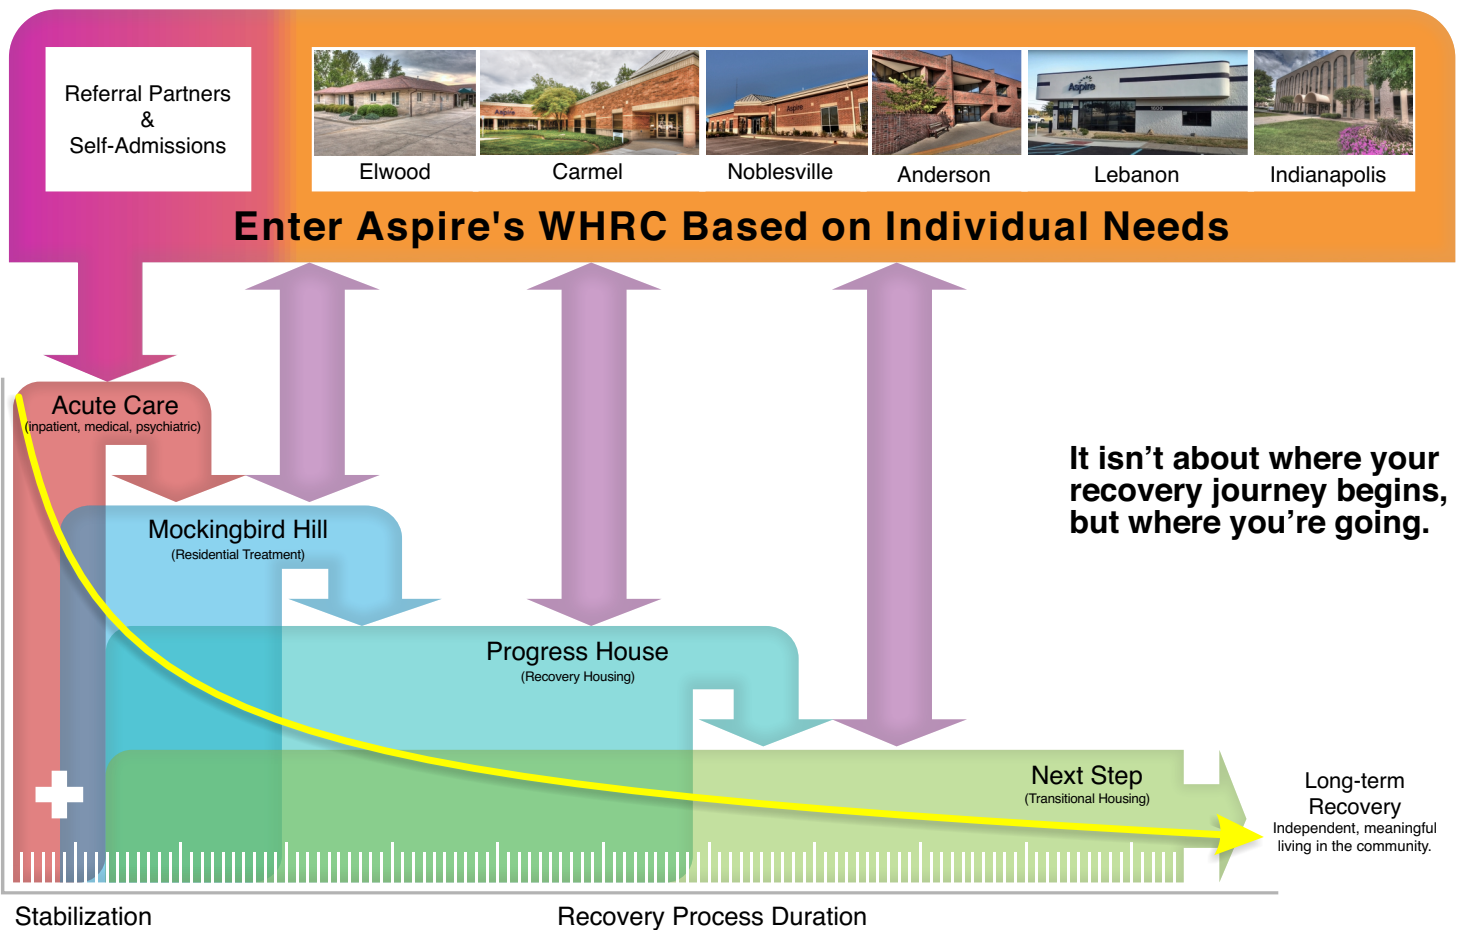 Referral Partners
&
Self-Admissions
Aspire
Aspire
Aspire
Elwood
Carmel
Noblesville
Anderson
Lebanon
Indianapolis
Enter Aspire's WHRC Based on Individual Needs
Acute Care
(inpatient, medical, psychiatric)
Mockingbird Hill
(Residential Treatment)
It isn’t about where your
recovery journey begins,
but where you’re going.
Progress House
(Recovery Housing)
Next Step
(Transitional Housing)
Long-term
Recovery
Independent, meaningful
living in the community.
Stabilization
Recovery Process Duration